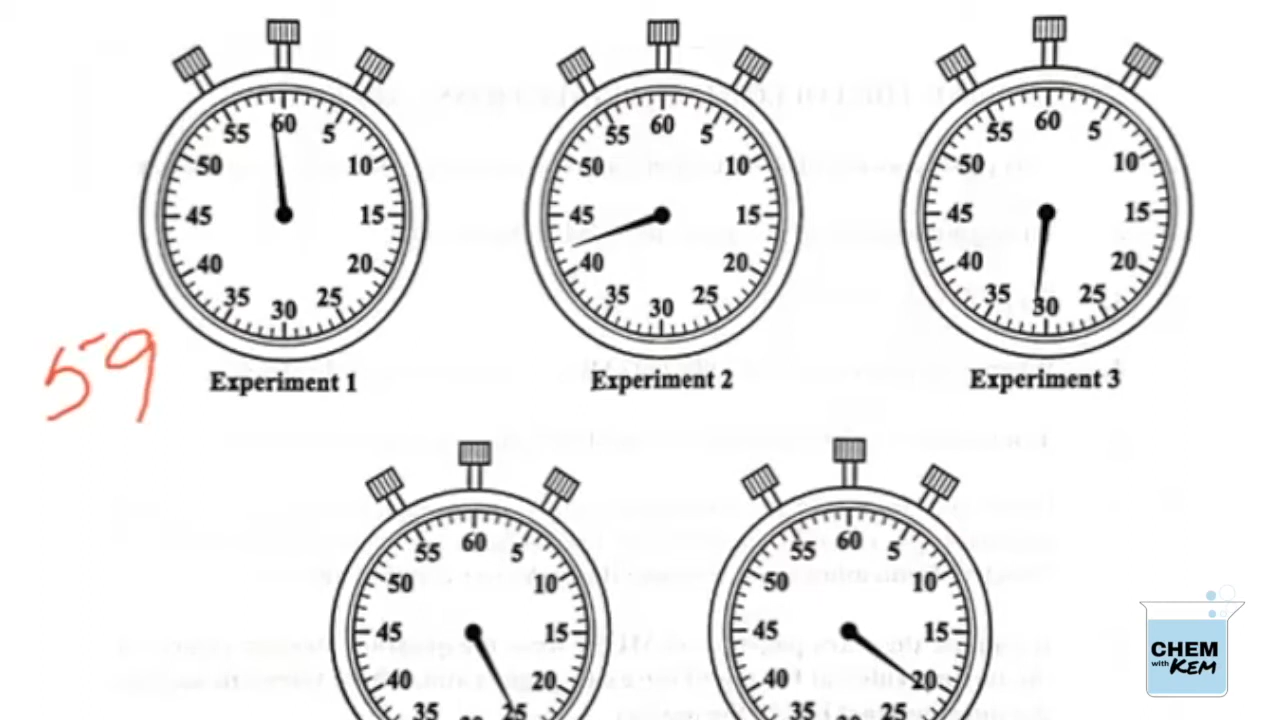 60 5 10 15 20 25 30 35 40 45 50 55
60 5 10 15 20 25 30 35 40 45 50 55
60 5 10 15 20 25 30 35 40 45 50 55
Experiment 1 Experiment 2 Experiment 3
59
60 5 10 15 20 25 35 40 45 50 55
60 5 10 15 20 25 35 40 45 50 55
CHEM
with KEM